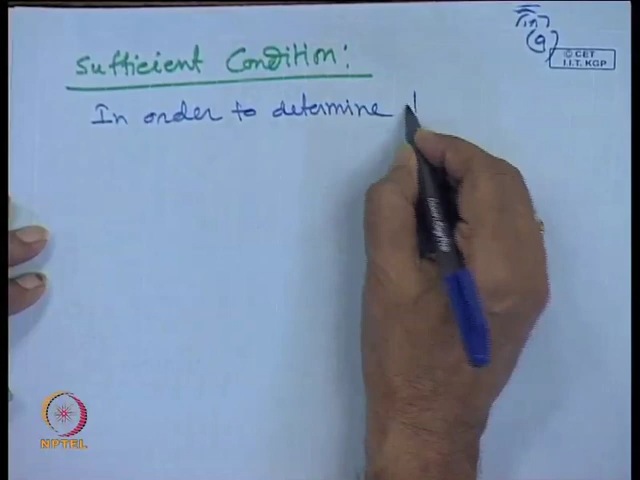 (9)
© CET
I.I.T. KGP
Sufficient Condition:
In order to determine
NPTEL